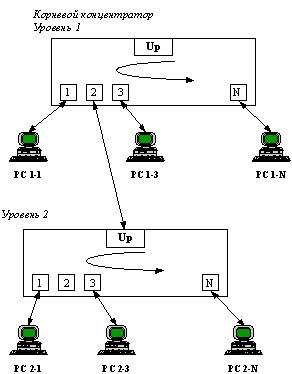 Корневой концентратор
Уровень 1
Up
1 2 3 N
PC 1-1 PC 1-3 PC 1-N
Уровень 2
Up
1 2 3 N
PC 2-1 PC 2-3 PC 2-N